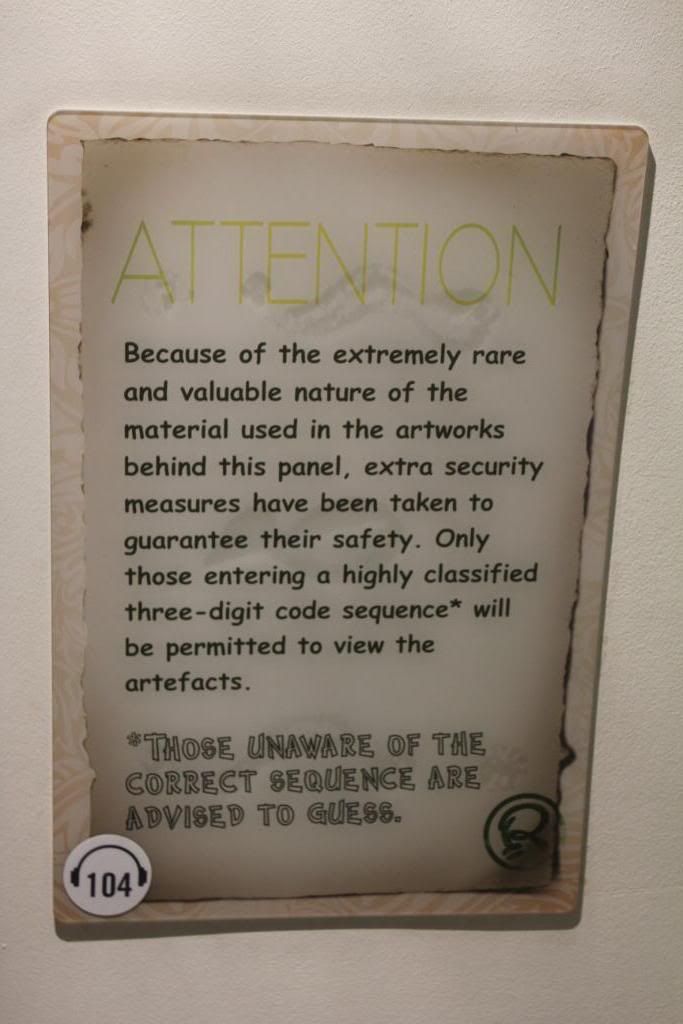 ATTENTION
Because of the extremely rare
and valuable nature of the
material used in the artworks
behind this panel, extra security
measures have been taken to
guarantee their safety. Only
those entering a highly classified
three-digit code sequence* will
be permitted to view the
artefacts.
*THOSE UNAWARE OF THE
CORRECT SEQUENCE ARE
ADVISED TO GUESS.
104